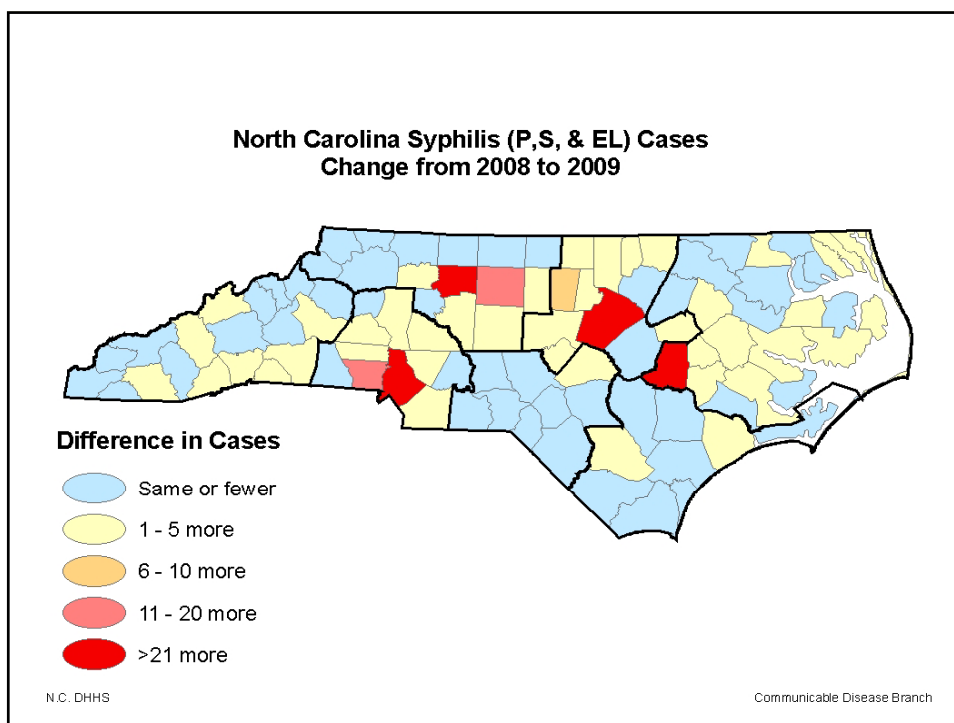 North Carolina Syphilis (P,S, & EL) Cases
Change from 2008 to 2009
Difference in Cases
Same or fewer
1 - 5 more
6 - 10 more
11 - 20 more
>21 more
N.C. DHHS
Communicable Disease Branch